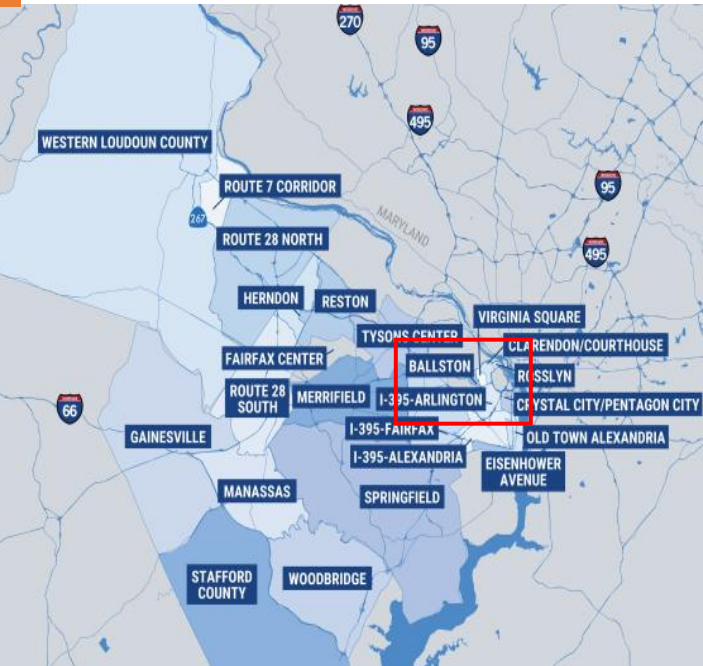 270
95
495
WESTERN LOUDOUN COUNTY
ROUTE 7 CORRIDOR
95
267
MARYLAND
ROUTE 28 NORTH
495
HERNDON
RESTON
VIRGINIA SQUARE
TYSONS CENTER
CLARENDON/COURTHOUSE
FAIRFAX CENTER
BALLSTON
ROSSLYN
ROUTE 28
SOUTH
MERRIFIELD
I-395-ARLINGTON
CRYSTAL CITY/PENTAGON CITY
66
I-395-FAIRFAX
GAINESVILLE
OLD TOWN ALEXANDRIA
I-395-ALEXANDRIA
EISENHOWER
AVENUE
MANASSAS
SPRINGFIELD
STAFFORD
COUNTY
WOODBRIDGE